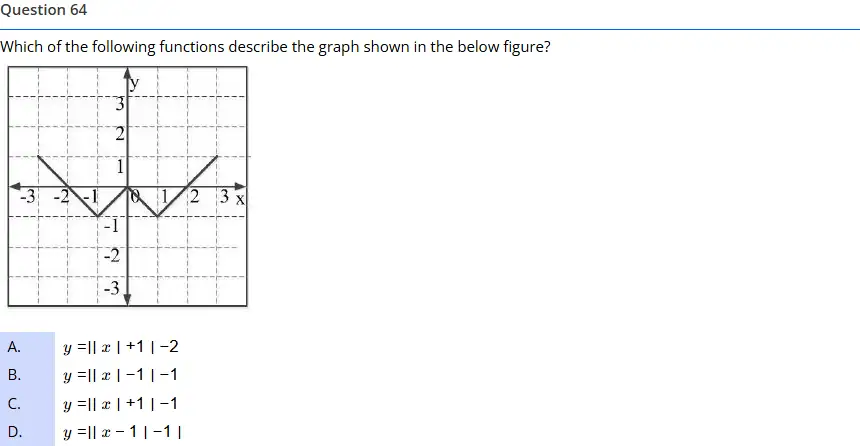 Question 64
Which of the following functions describe the graph shown in the below figure?
y
3
2
1
-3 -2 -1 0 1 2 3 x
-1
-2
-3
A. y =|| x | +1 | −2
B. y =|| x | −1 | −1
C. y =|| x | +1 | −1
D. y =|| x − 1 | −1 |